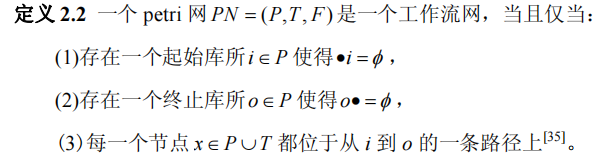 定义 2.2 一个 petri 网 PN = (P,T,F) 是一个工作流网，当且仅当：
(1)存在一个起始库所 i ∈ P 使得 •i = ϕ，
(2)存在一个终止库所 o ∈ P 使得 o• = ϕ，
(3)每一个节点 x ∈ P ∪ T 都位于从 i 到 o 的一条路径上[35]。